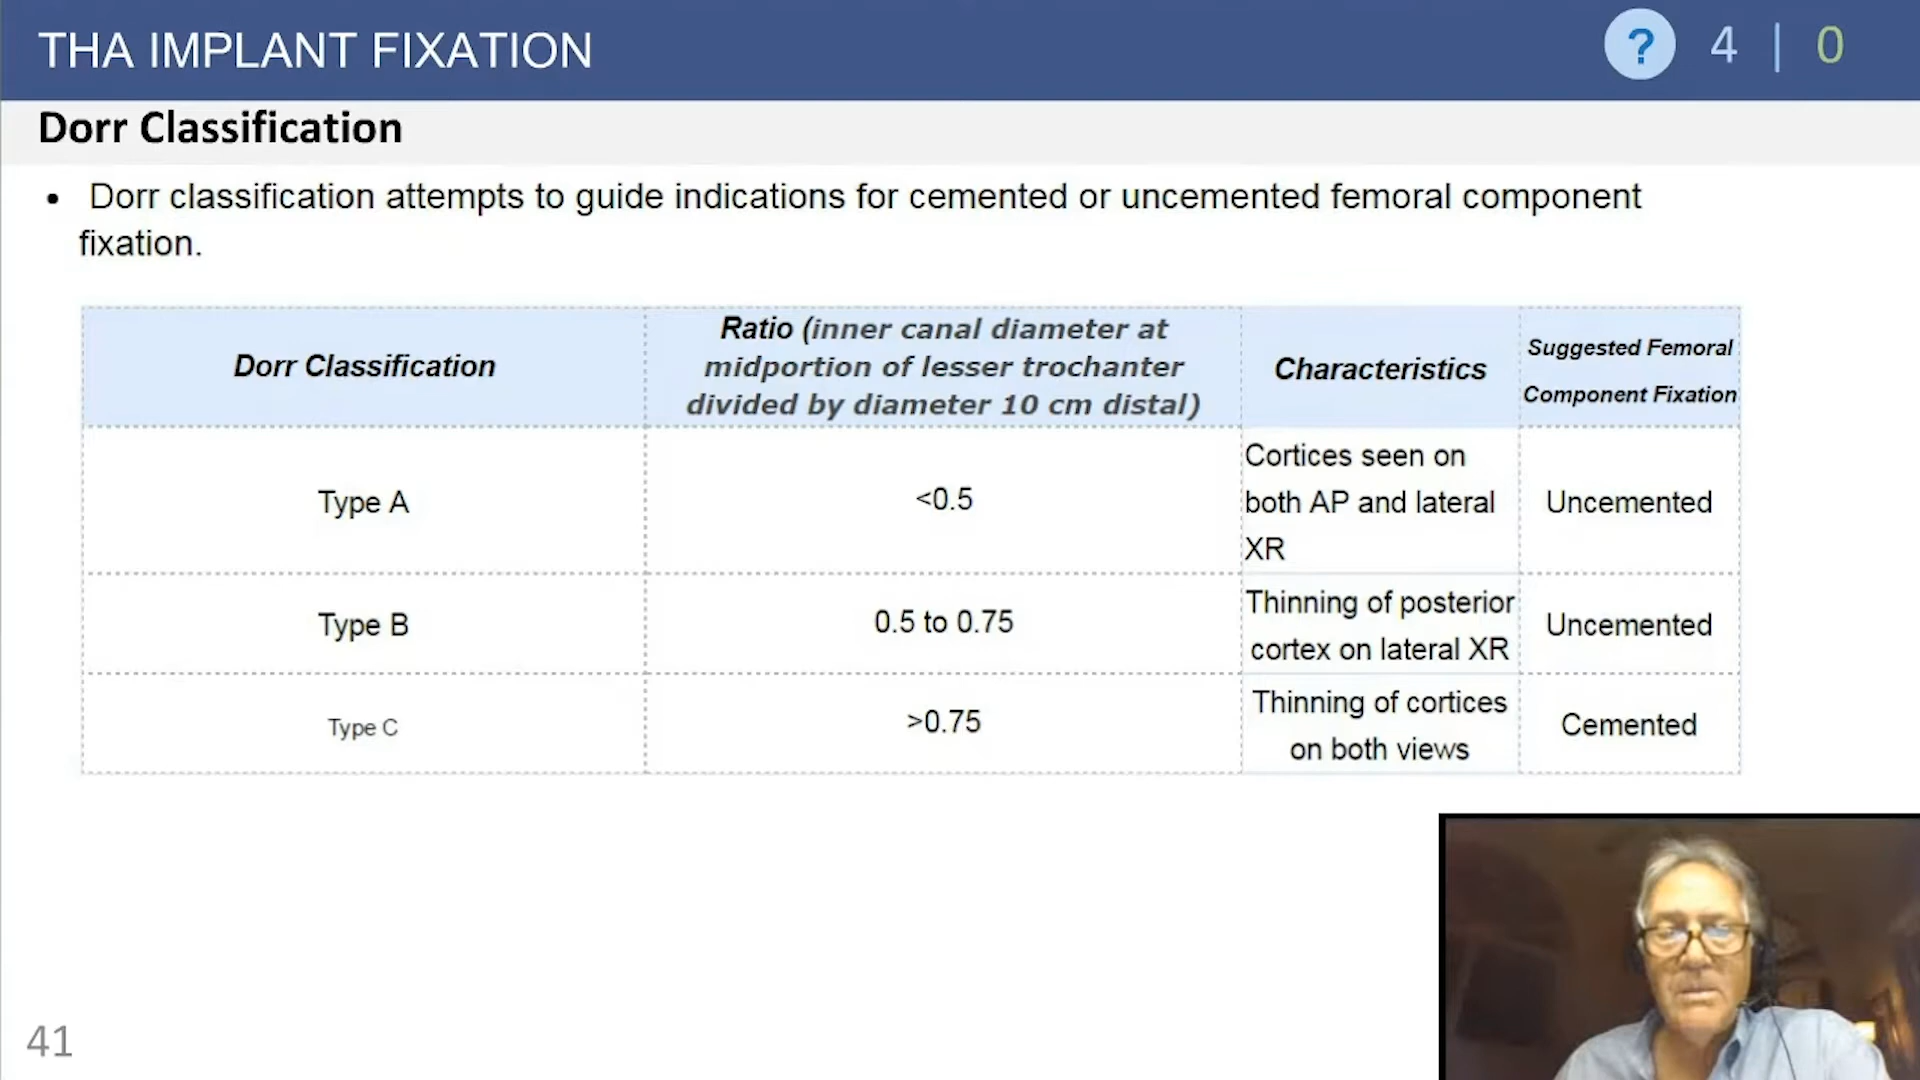 THA IMPLANT FIXATION
? 4 | 0
Dorr Classification
• Dorr classification attempts to guide indications for cemented or uncemented femoral component
fixation.
Dorr Classification
Ratio (inner canal diameter at
midportion of lesser trochanter
divided by diameter 10 cm distal)
Characteristics
Suggested Femoral
Component Fixation
Type A
<0.5
Cortices seen on
both AP and lateral
XR
Uncemented
Type B
0.5 to 0.75
Thinning of posterior
cortex on lateral XR
Uncemented
Type C
>0.75
Thinning of cortices
on both views
Cemented
41